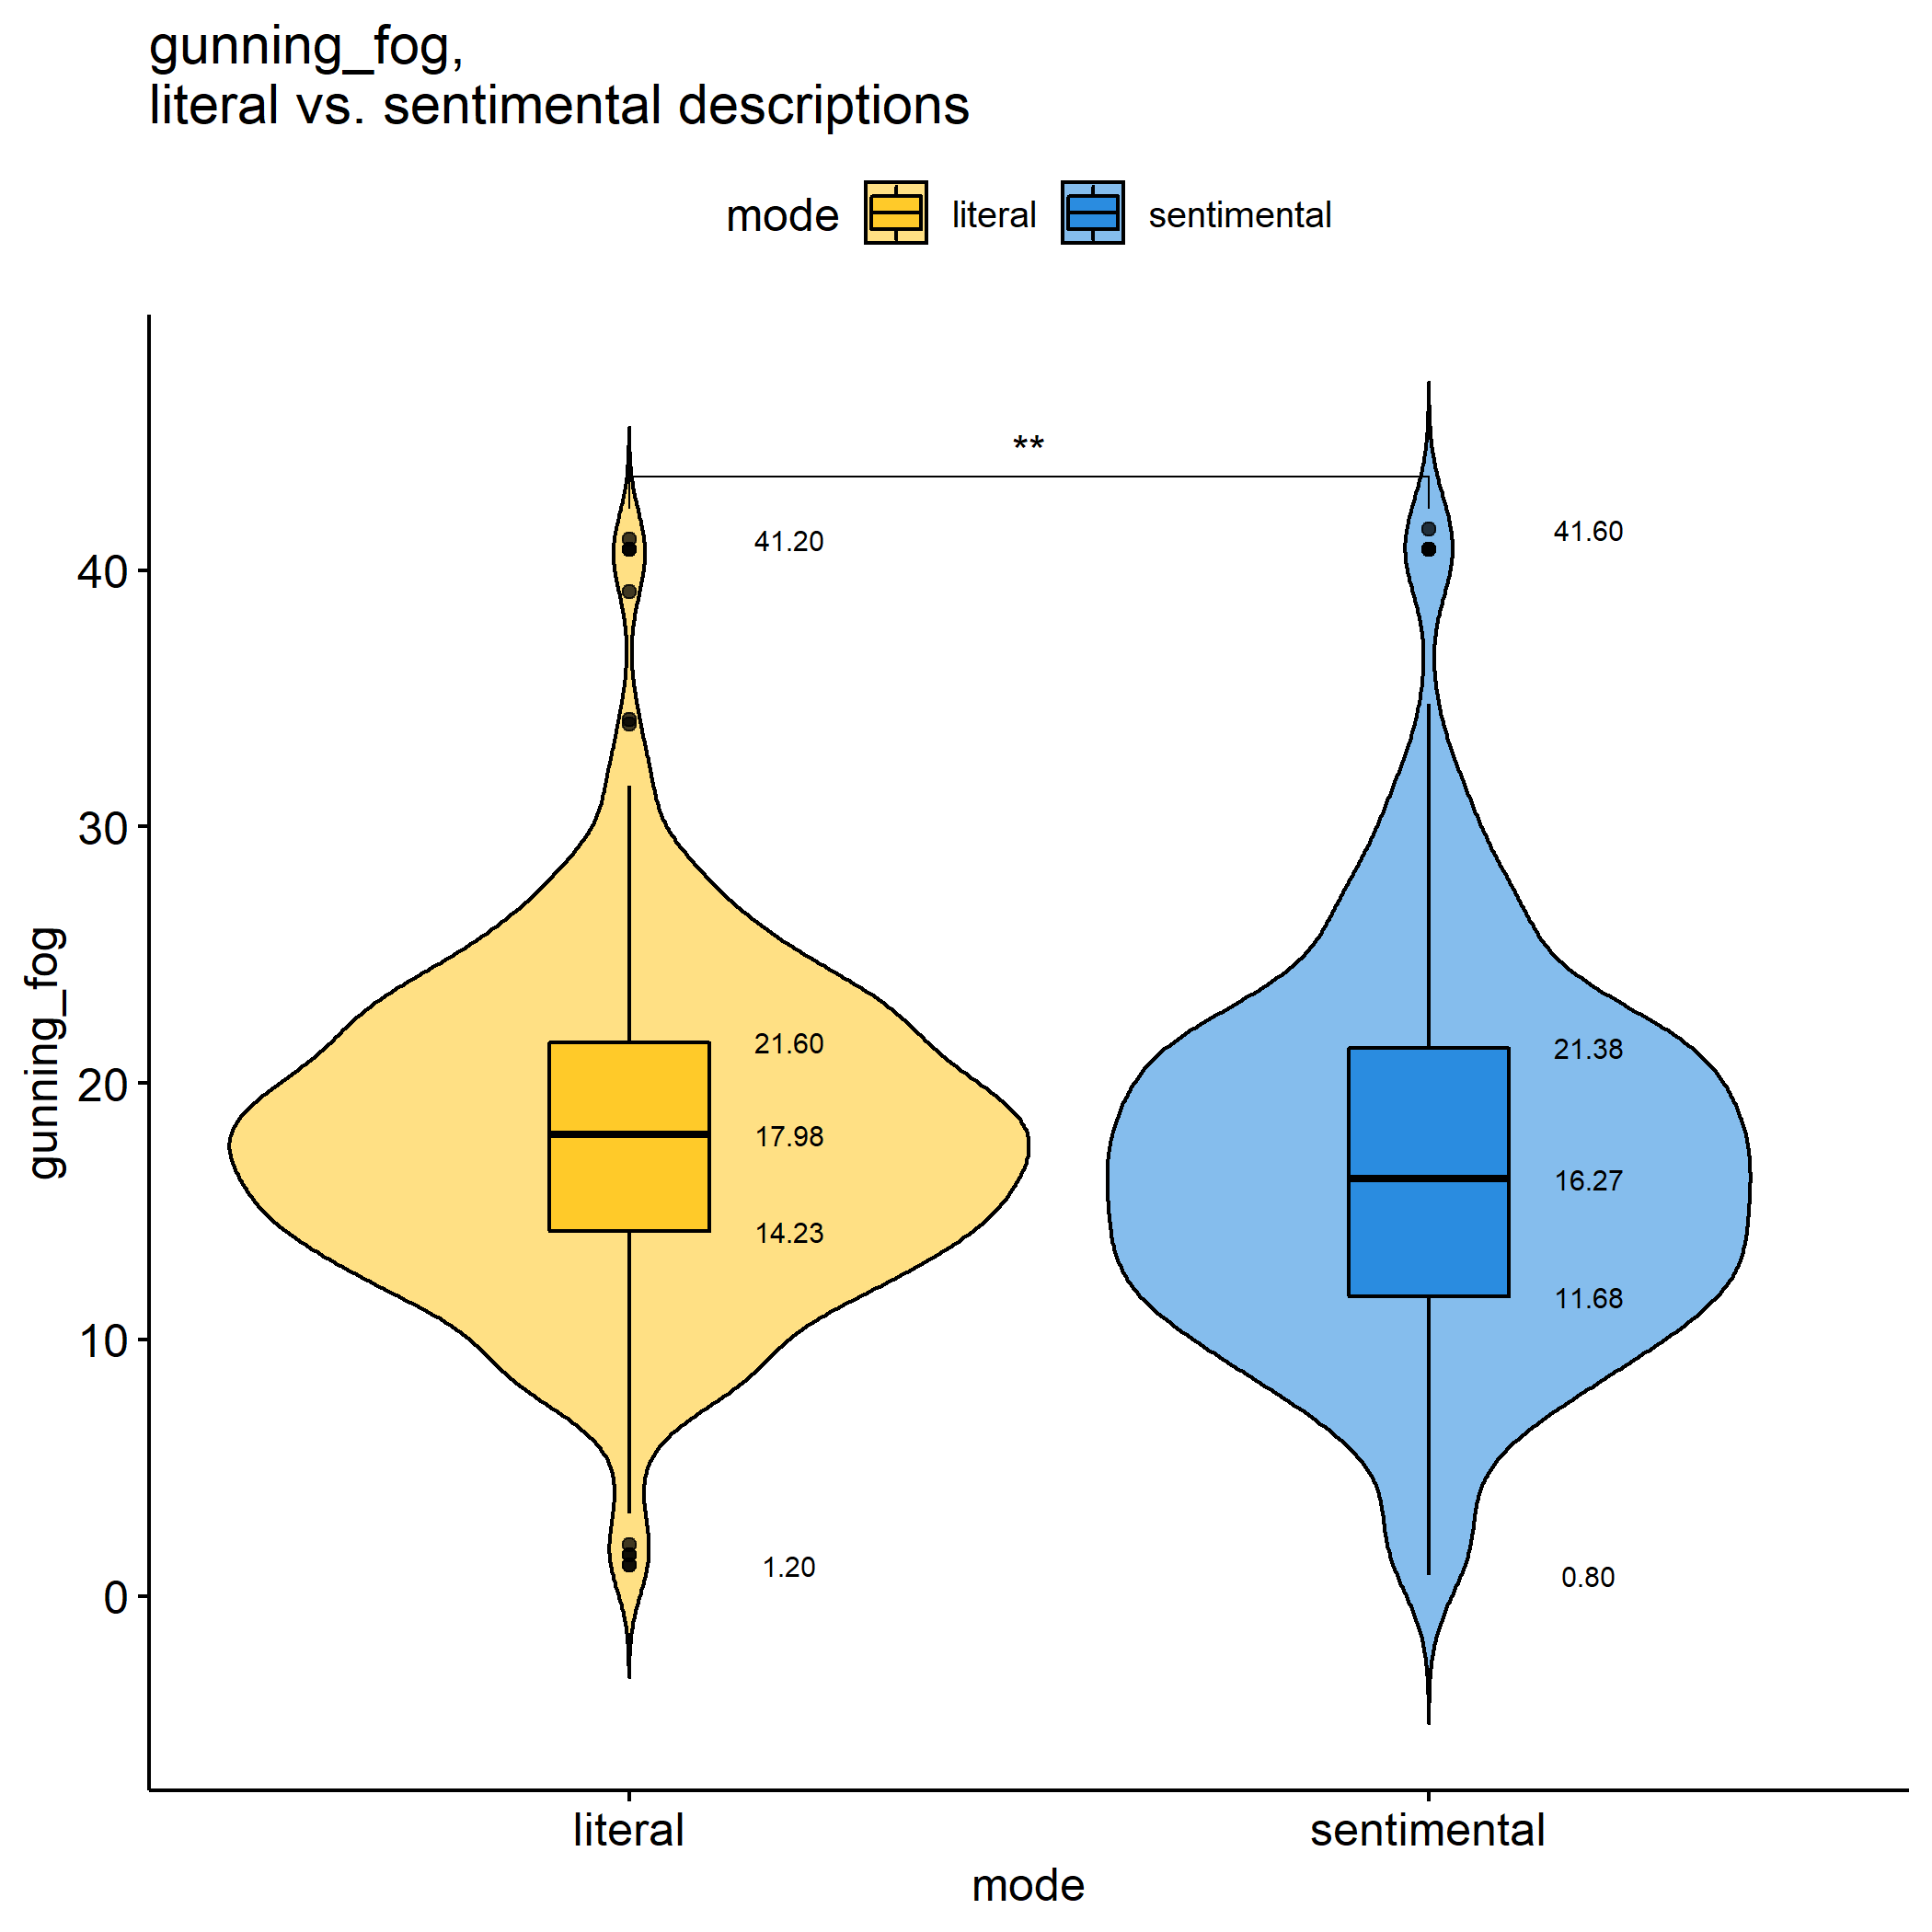 gunning_fog,
literal vs. sentimental descriptions
mode literal sentimental
**
41.20
41.60
40
30
21.60
21.38
20
17.98
16.27
14.23
11.68
10
1.20
0.80
0
gunning_fog
literal sentimental
mode